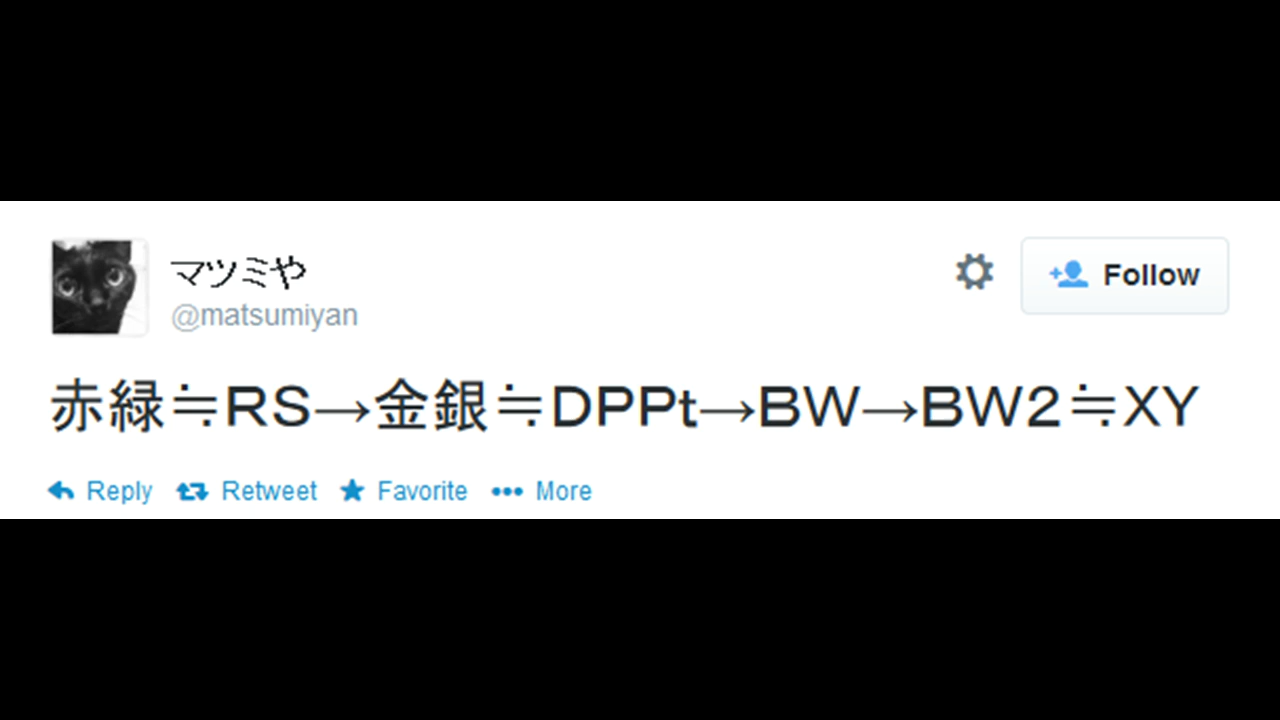 マツミや
Follow
@matsumiyan
赤緑≒RS→金銀≒DPPt→BW→BW2≒XY
Reply Retweet Favorite More